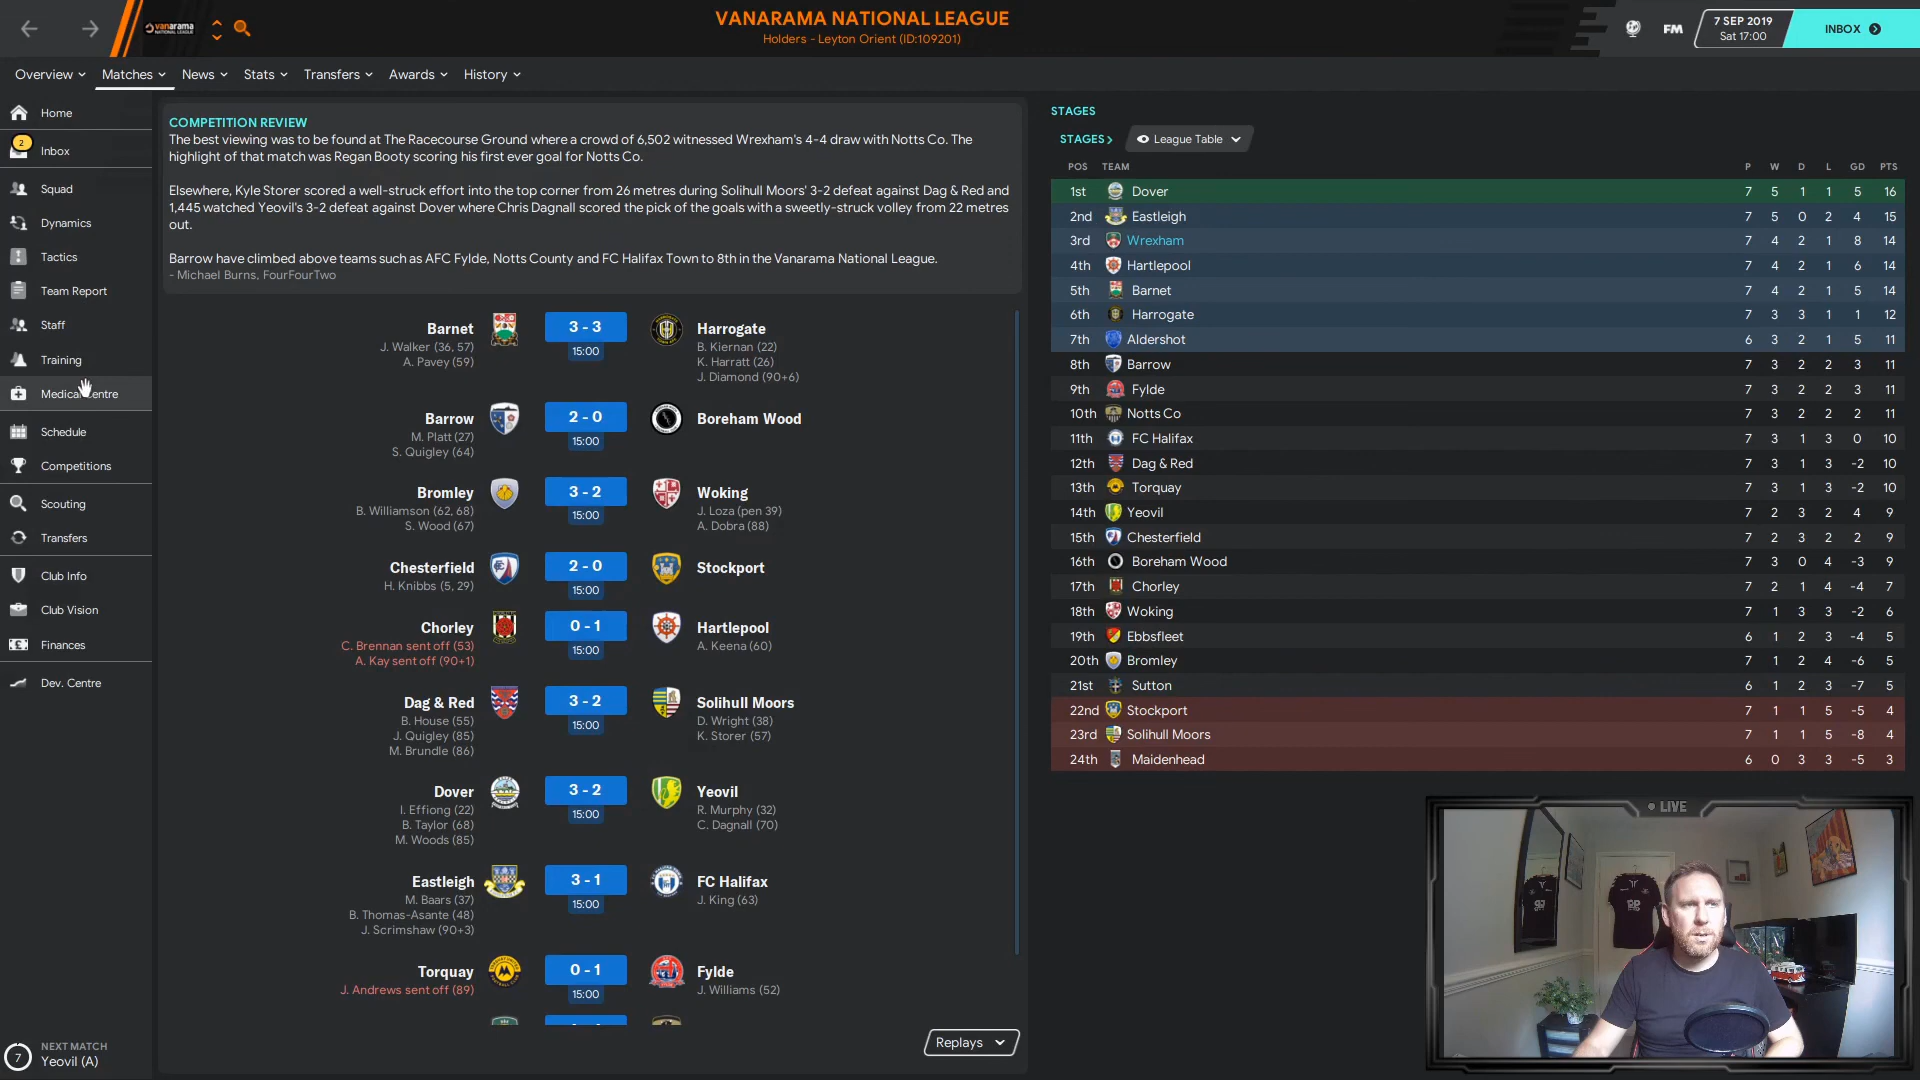 vanarama
NATIONAL LEAGUE
VANARAMA NATIONAL LEAGUE
Holders - Leyton Orient (ID:109201)
FM
7 SEP 2019
Sat 17:00
INBOX
Overview
Matches
News
Stats
Transfers
Awards
History
Home
2
Inbox
Squad
Dynamics
Tactics
Team Report
Staff
Training
Medical Centre
Schedule
Competitions
Scouting
Transfers
Club Info
Club Vision
Finances
Dev. Centre
7
NEXT MATCH
Yeovil (A)
COMPETITION REVIEW
The best viewing was to be found at The Racecourse Ground where a crowd of 6,502 witnessed Wrexham's 4-4 draw with Notts Co. The
highlight of that match was Regan Booty scoring his first ever goal for Notts Co.
Elsewhere, Kyle Storer scored a well-struck effort into the top corner from 26 metres during Solihull Moors' 3-2 defeat against Dag & Red and
1,445 watched Yeovil's 3-2 defeat against Dover where Chris Dagnall scored the pick of the goals with a sweetly-struck volley from 22 metres
out.
Barrow have climbed above teams such as AFC Fylde, Notts County and FC Halifax Town to 8th in the Vanarama National League.
- Michael Burns, FourFourTwo
Barnet 3 - 3 Harrogate
J. Walker (36, 57) 15:00 B. Kiernan (22)
A. Pavey (59) K. Harratt (26)
J. Diamond (90+6)
Barrow 2 - 0 Boreham Wood
M. Platt (27) 15:00
S. Quigley (64)
Bromley 3 - 2 Woking
B. Williamson (62, 68) 15:00 J. Loza (pen 39)
S. Wood (67) A. Dobra (88)
Chesterfield 2 - 0 Stockport
H. Knibbs (5, 29) 15:00
Chorley 0 - 1 Hartlepool
C. Brennan sent off (53) 15:00 A. Keena (60)
A. Kay sent off (90+1)
Dag & Red 3 - 2 Solihull Moors
B. House (55) 15:00 D. Wright (38)
J. Quigley (85) K. Storer (57)
M. Brundle (86)
Dover 3 - 2 Yeovil
I. Effiong (22) 15:00 R. Murphy (32)
B. Taylor (68) C. Dagnall (70)
M. Woods (85)
Eastleigh 3 - 1 FC Halifax
M. Baars (37) 15:00 J. King (63)
B. Thomas-Asante (48)
J. Scrimshaw (90+3)
Torquay 0 - 1 Fylde
J. Andrews sent off (89) 15:00 J. Williams (52)
Replays
STAGES
STAGES
League Table
POS TEAM P W D L GD PTS
1st Dover 7 5 1 1 5 16
2nd Eastleigh 7 5 0 2 4 15
3rd Wrexham 7 4 2 1 8 14
4th Hartlepool 7 4 2 1 6 14
5th Barnet 7 4 2 1 5 14
6th Harrogate 7 3 3 1 1 12
7th Aldershot 6 3 2 1 5 11
8th Barrow 7 3 2 2 3 11
9th Fylde 7 3 2 2 3 11
10th Notts Co 7 3 2 2 2 11
11th FC Halifax 7 3 1 3 0 10
12th Dag & Red 7 3 1 3 -2 10
13th Torquay 7 3 1 3 -2 10
14th Yeovil 7 2 3 2 4 9
15th Chesterfield 7 2 3 2 2 9
16th Boreham Wood 7 3 0 4 -3 9
17th Chorley 7 2 1 4 -4 7
18th Woking 7 1 3 3 -2 6
19th Ebbsfleet 6 1 2 3 -4 5
20th Bromley 7 1 2 4 -6 5
21st Sutton 6 1 2 3 -7 5
22nd Stockport 7 1 1 5 -5 4
23rd Solihull Moors 7 1 1 5 -8 4
24th Maidenhead 6 0 3 3 -5 3
LIVE